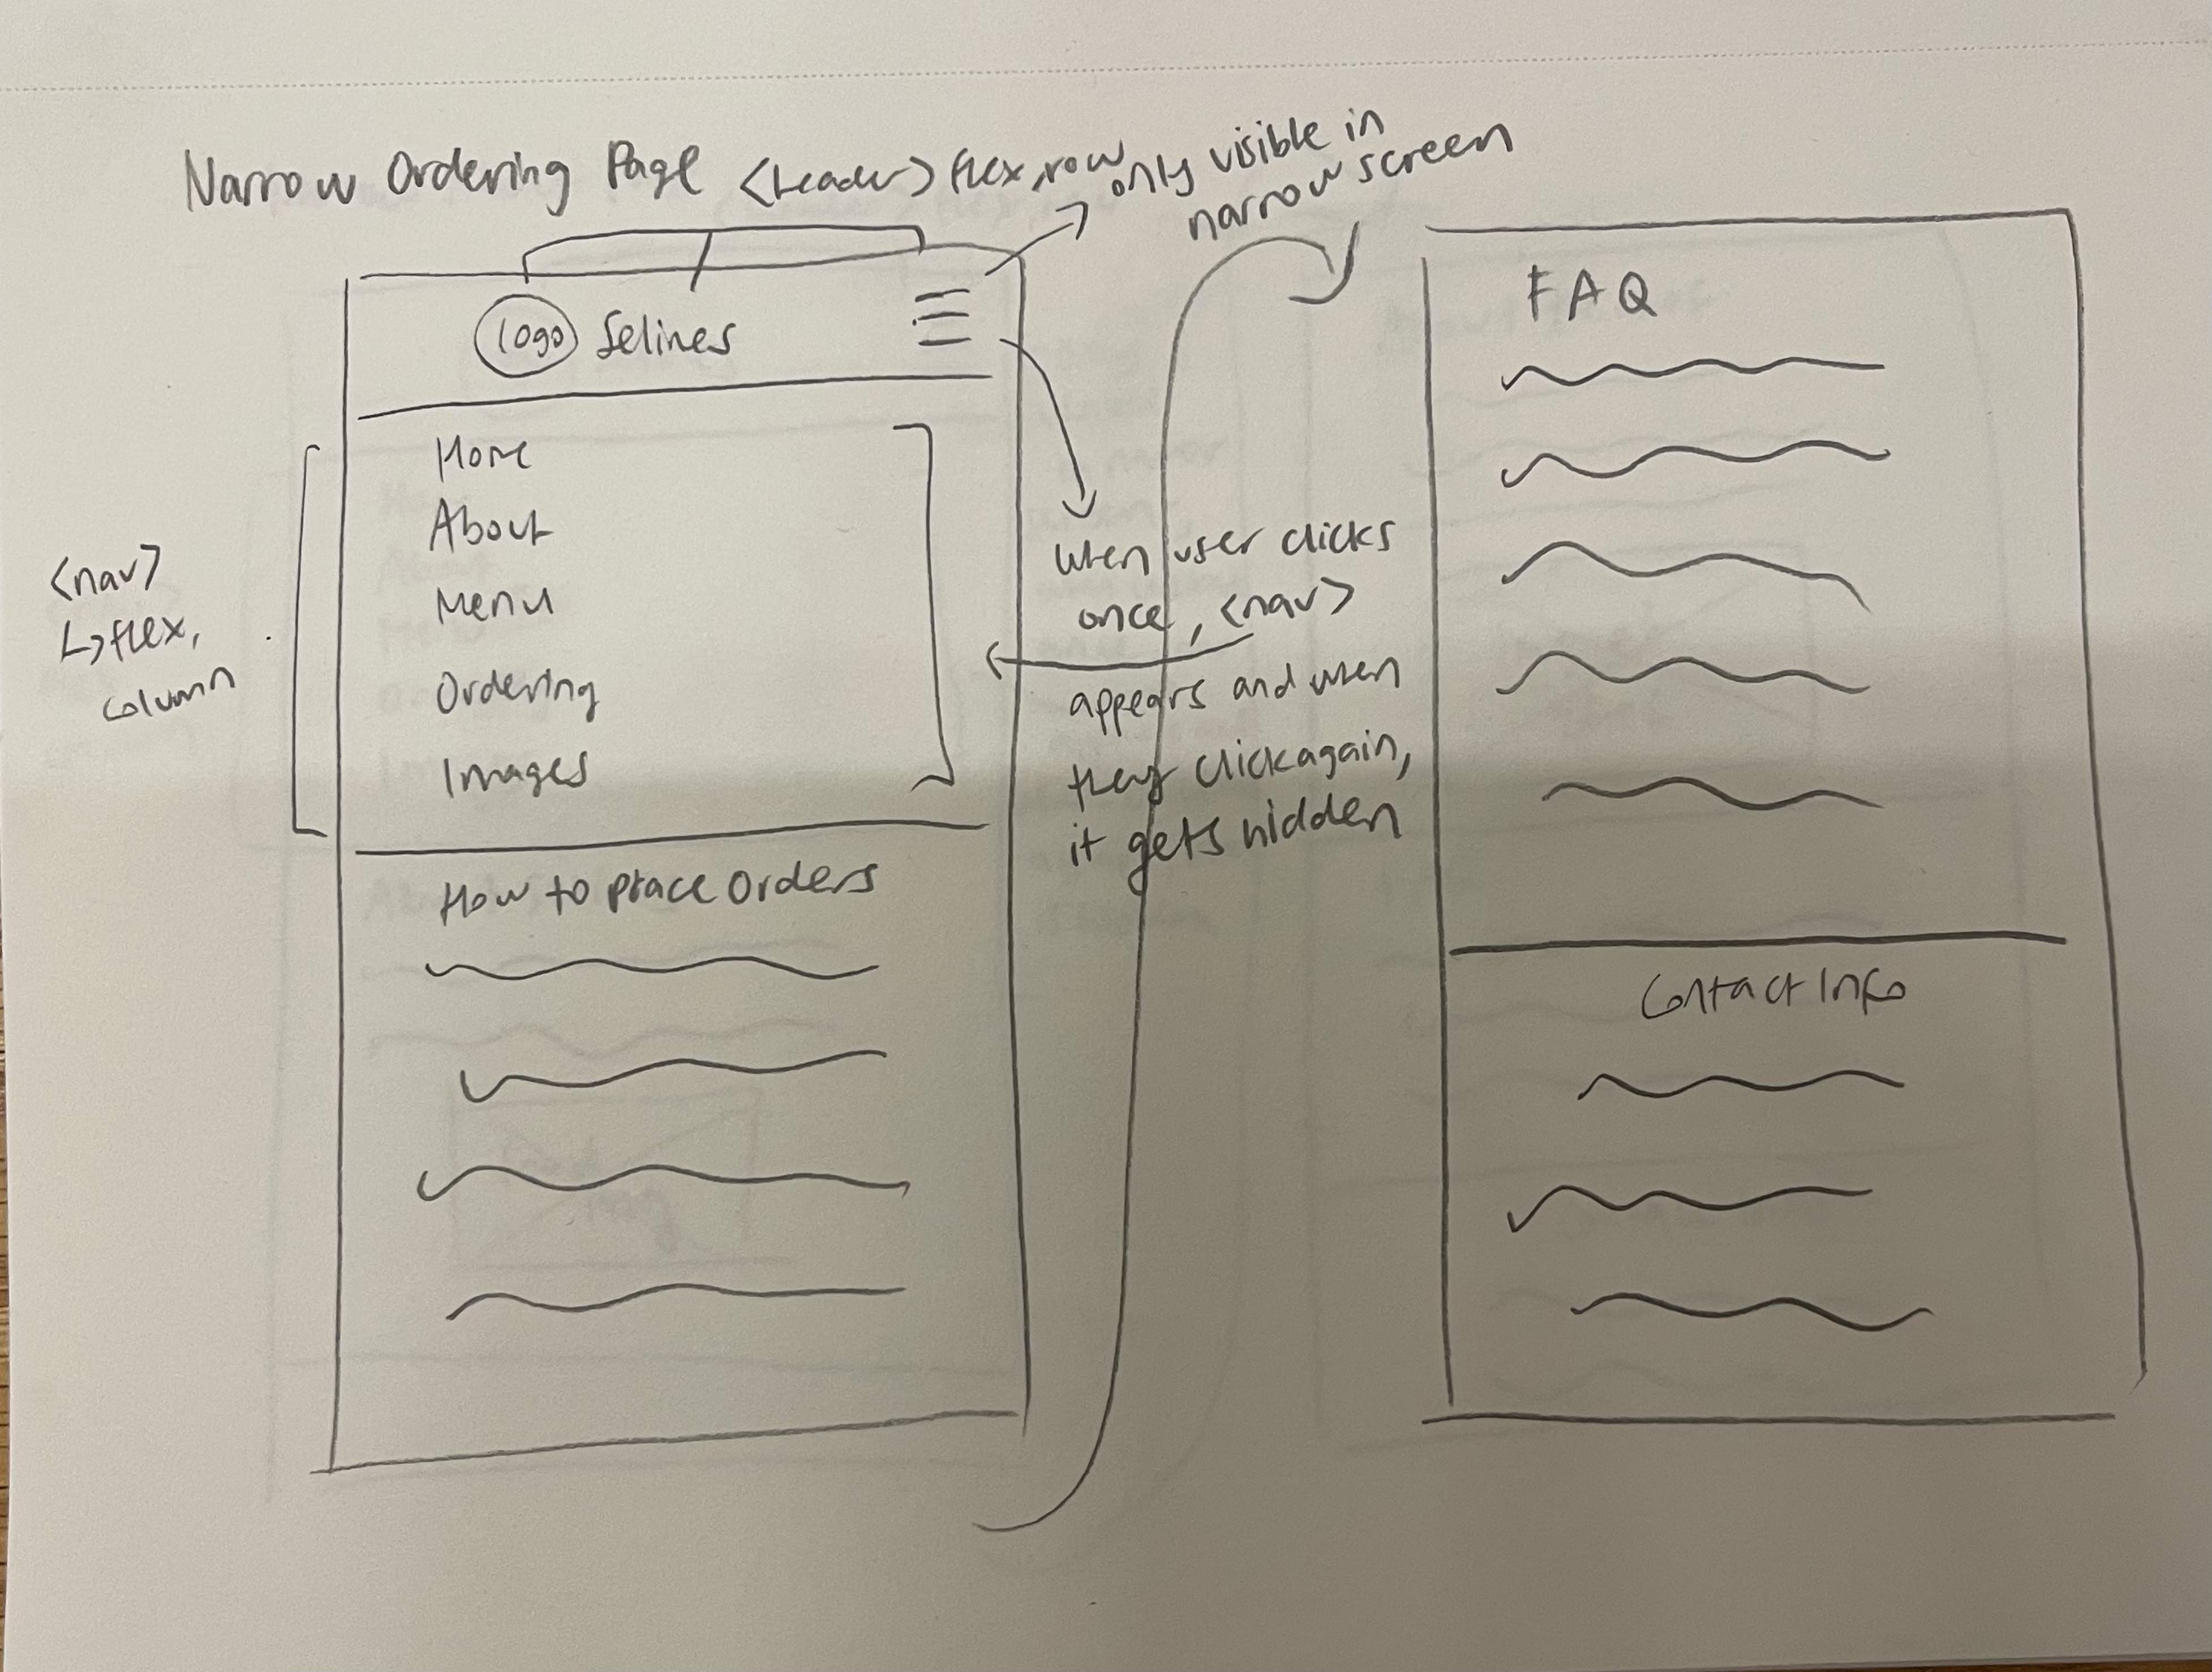 Narrow Ordering Page <header> flex, row
only visible in
narrow screen
logo Selines
Home
About
Menu
Ordering
Images
<nav>
↳ flex,
column
when user clicks
once, <nav>
appears and when
they click again,
it gets hidden
How to place orders
FAQ
Contact Info